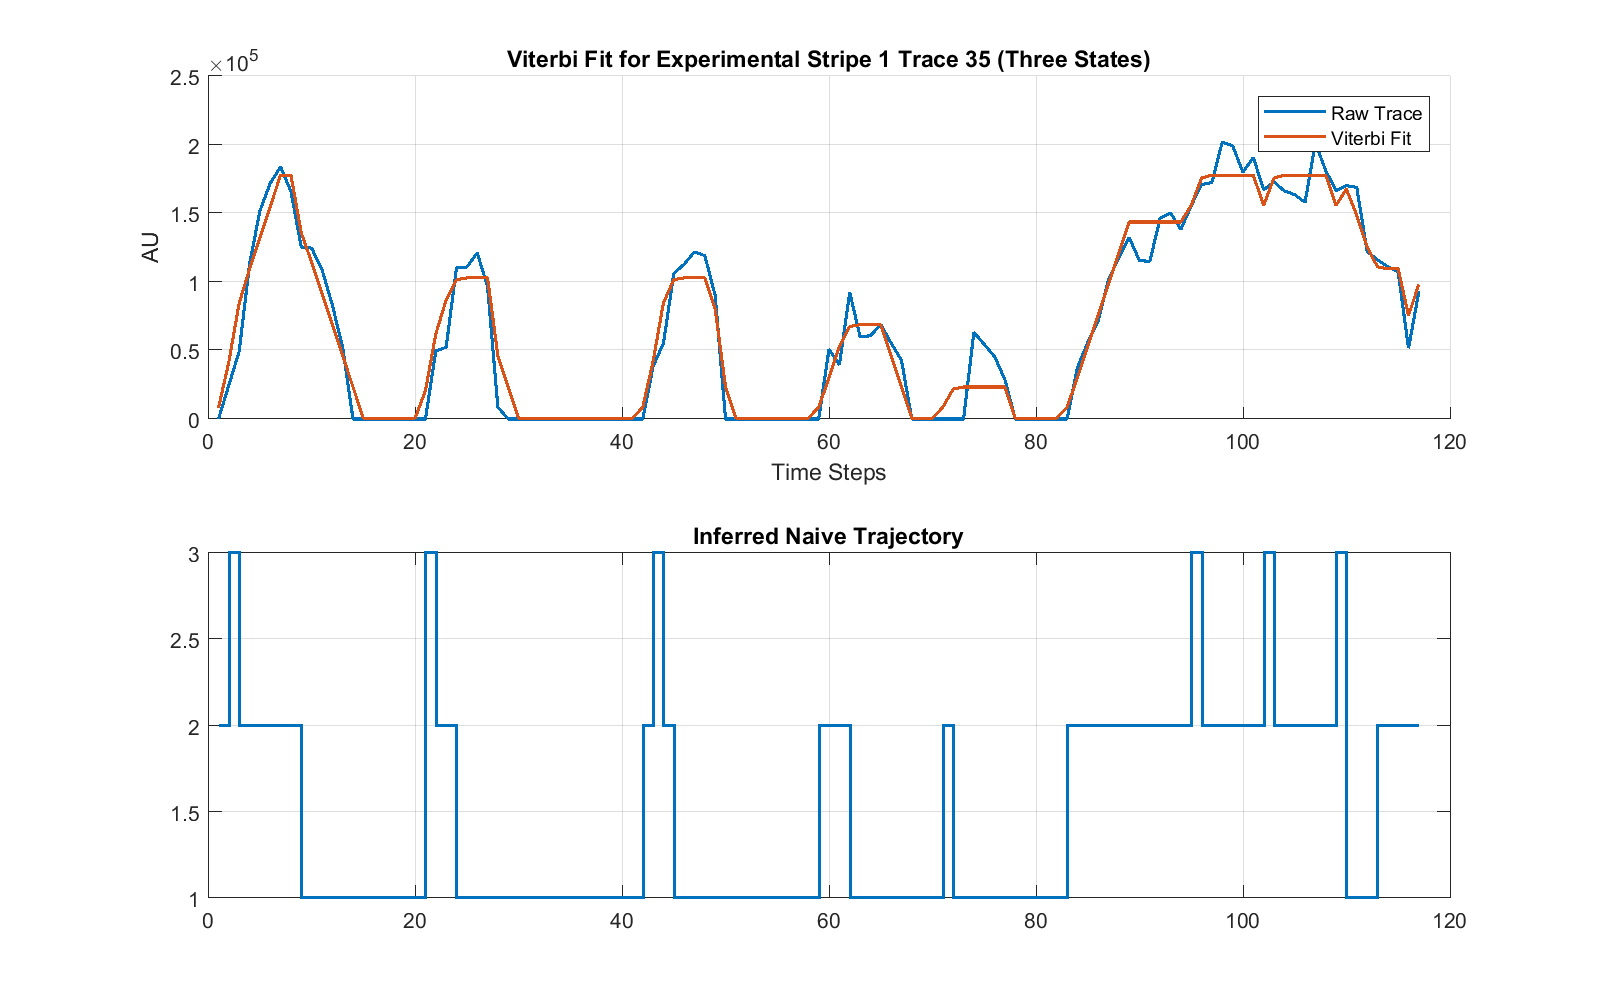 Viterbi Fit for Experimental Stripe 1 Trace 35 (Three States)
×10^5
2.5
2
1.5
1
0.5
0
AU
Raw Trace
Viterbi Fit
0 20 40 60 80 100 120
Time Steps
Inferred Naive Trajectory
3
2.5
2
1.5
1
0 20 40 60 80 100 120